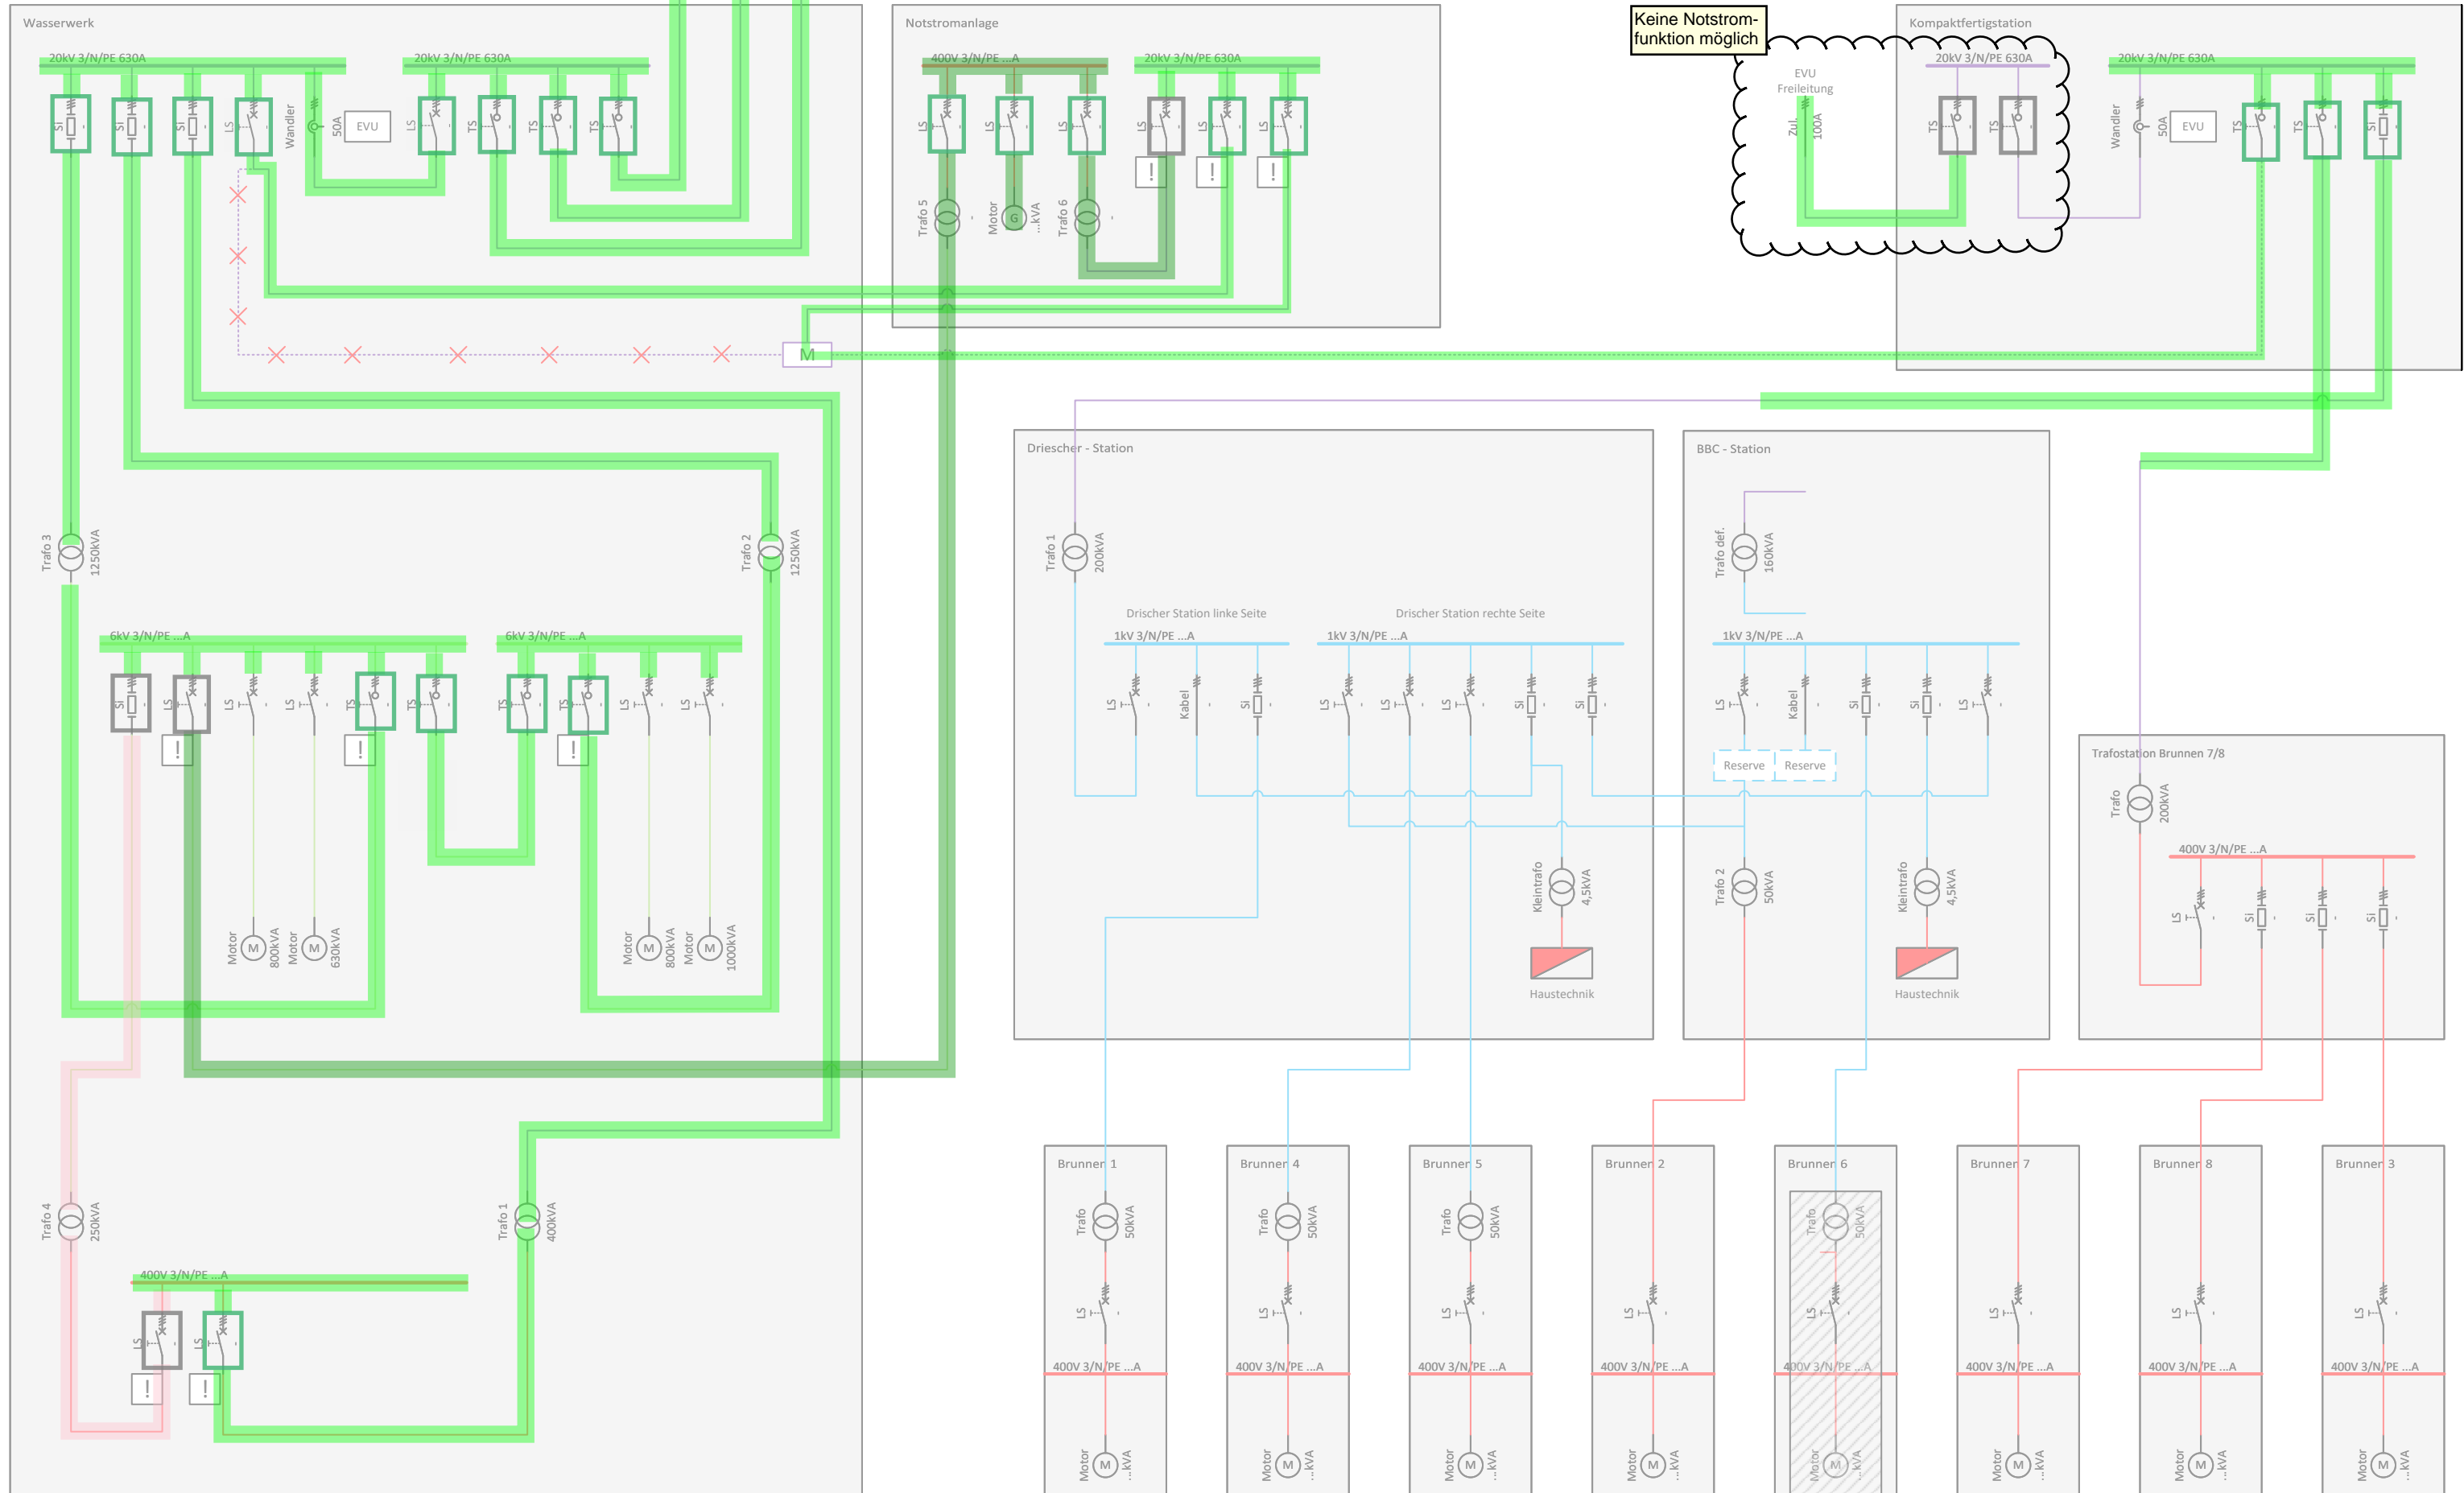 Wasserwerk
20kV 3/N/PE 630A
Si
-
Si
-
Si
-
LS
-
Wandler
50A
EVU
20kV 3/N/PE 630A
LS
-
TS
-
TS
-
TS
-
M
Trafo 3
1250kVA
Trafo 2
1250kVA
6kV 3/N/PE ...A
Si
-
LS
-
!
LS
-
LS
-
TS
-
!
TS
-
6kV 3/N/PE ...A
TS
-
TS
-
!
LS
-
LS
-
Motor
M
800kVA
Motor
M
630kVA
Motor
M
800kVA
Motor
M
1000kVA
Trafo 4
250kVA
Trafo 1
400kVA
400V 3/N/PE ...A
LS
-
!
LS
-
!
Notstromanlage
400V 3/N/PE ...A
LS
-
LS
-
LS
-
20kV 3/N/PE 630A
LS
-
!
LS
-
!
LS
-
!
Trafo 5
-
Motor
G
...kVA
Trafo 6
-
Keine Notstrom-
funktion möglich
EVU
Freileitung
Zul.
100A
Kompaktfertigstation
20kV 3/N/PE 630A
TS
-
TS
-
20kV 3/N/PE 630A
Wandler
50A
EVU
TS
-
TS
-
Si
-
Driescher - Station
Trafo 1
200kVA
Drischer Station linke Seite
1kV 3/N/PE ...A
LS
-
Kabel
-
Si
-
Drischer Station rechte Seite
1kV 3/N/PE ...A
LS
-
LS
-
LS
-
Si
-
Si
-
Kleintrafo
4,5kVA
Haustechnik
BBC - Station
Trafo def.
160kVA
1kV 3/N/PE ...A
LS
-
Kabel
-
Si
-
Si
-
LS
-
Reserve
Reserve
Trafo 2
50kVA
Kleintrafo
4,5kVA
Haustechnik
Trafostation Brunnen 7/8
Trafo
200kVA
400V 3/N/PE ...A
LS
-
Si
-
Si
-
Si
-
Brunnen 1
Trafo
50kVA
LS
-
400V 3/N/PE ...A
Motor
M
...kVA
Brunnen 4
Trafo
50kVA
LS
-
400V 3/N/PE ...A
Motor
M
...kVA
Brunnen 5
Trafo
50kVA
LS
-
400V 3/N/PE ...A
Motor
M
...kVA
Brunnen 2
LS
-
400V 3/N/PE ...A
Motor
M
...kVA
Brunnen 6
Trafo
50kVA
LS
-
400V 3/N/PE ...A
Motor
M
...kVA
Brunnen 7
LS
-
400V 3/N/PE ...A
Motor
M
...kVA
Brunnen 8
LS
-
400V 3/N/PE ...A
Motor
M
...kVA
Brunnen 3
LS
-
400V 3/N/PE ...A
Motor
M
...kVA